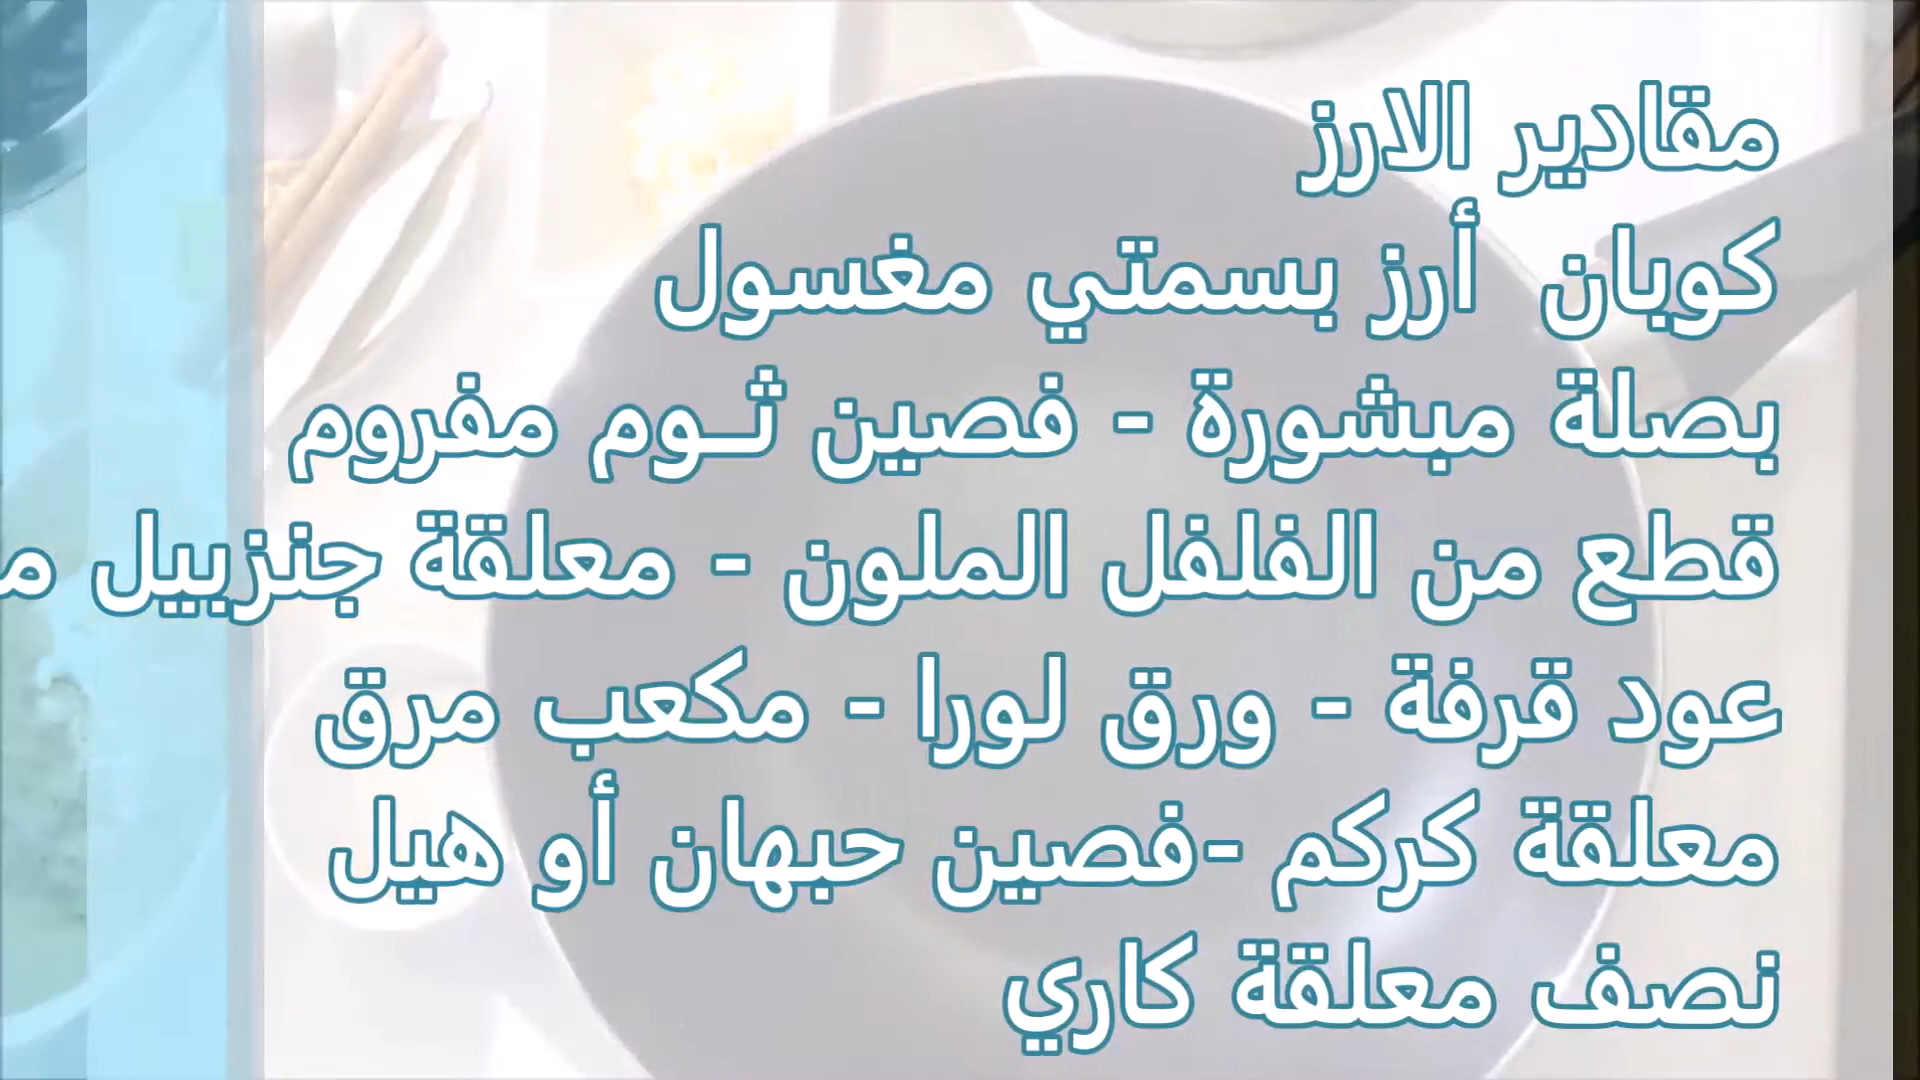 مقادير الارز
كوبان أرز بسمتي مغسول
بصلة مبشورة - فصين ثــوم مفروم
قطع من الفلفل الملون - معلقة جنزبيل
عود قرفة - ورق لورا - مكعب مرق
معلقة كركم -فصين حبهان أو هيل
نصف معلقة كاري